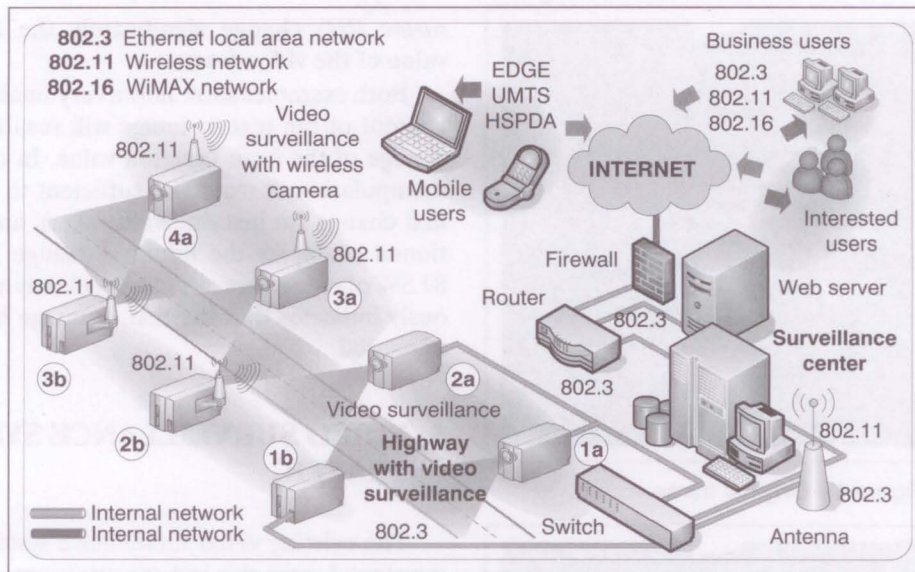 802.3 Ethernet local area network
802.11 Wireless network
802.16 WiMAX network
Business users
802.3
802.11
802.16
EDGE
UMTS
HSPDA
802.11
Video
surveillance
with wireless
camera
Mobile
users
INTERNET
Interested
users
4a
802.11
3a
Firewall
Web server
Router
802.3
Surveillance
center
802.11
3b
802.11
2a
802.3
2b
Video surveillance
802.11
1b
Highway
with video
surveillance
1a
802.3
Internal network
Internal network
802.3
Switch
Antenna